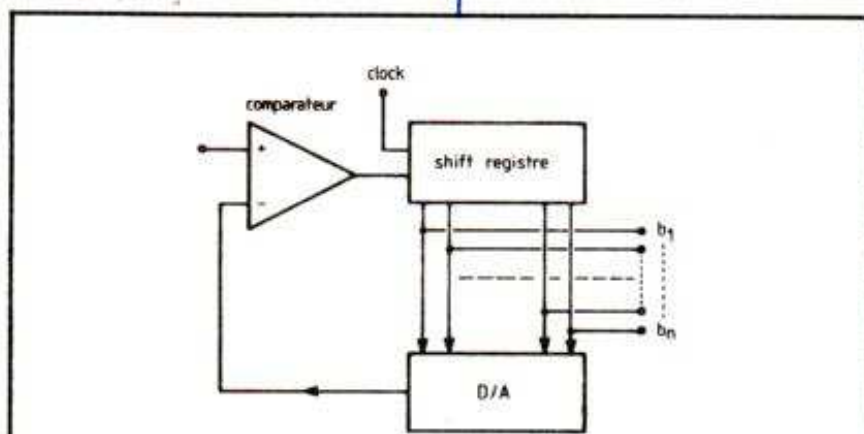 clock
comparateur
+
shift registre
−
b1
bn
D/A